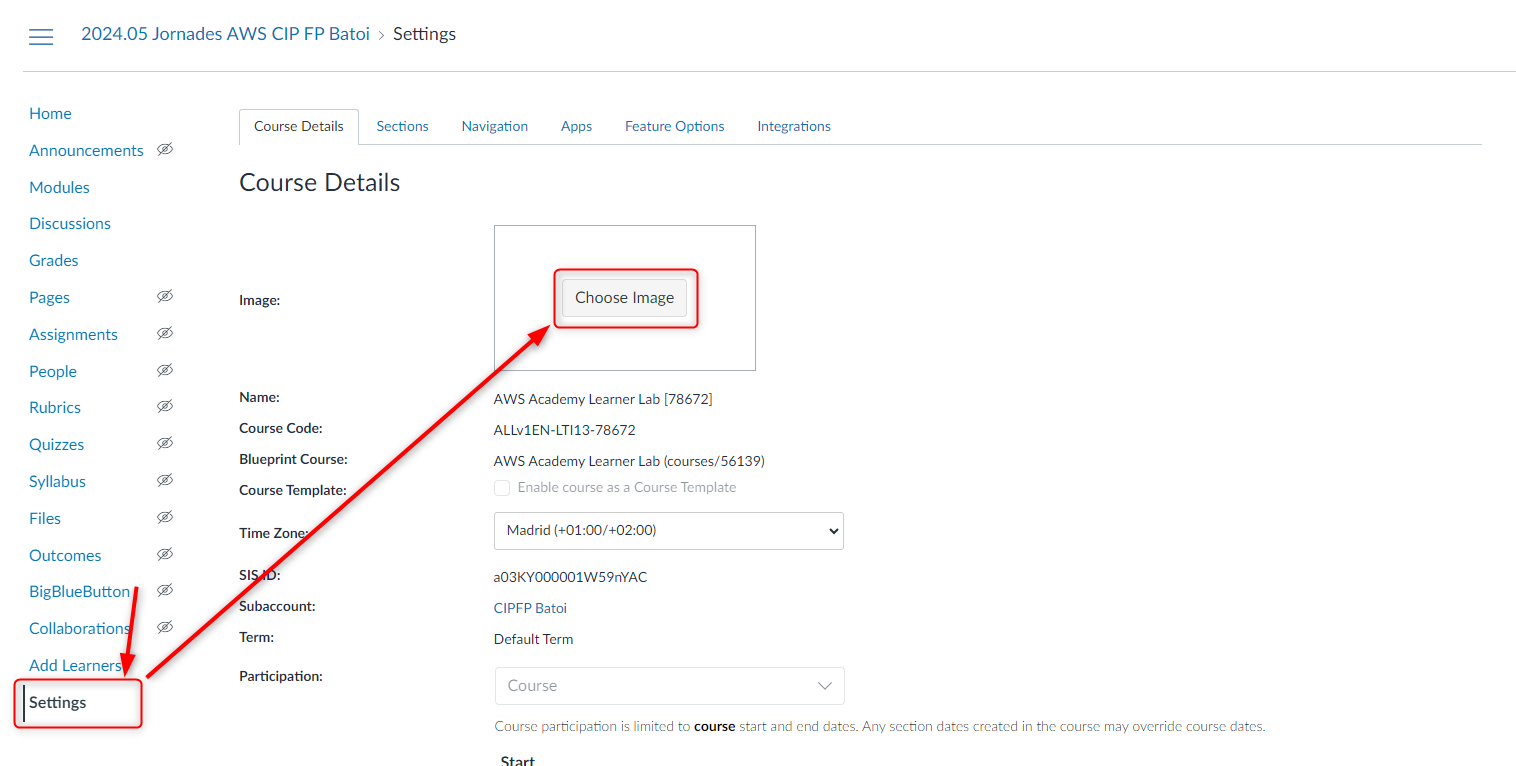 2024.05 Jornades AWS CIP FP Batoi > Settings
Home
Announcements
Modules
Discussions
Grades
Pages
Assignments
People
Rubrics
Quizzes
Syllabus
Files
Outcomes
BigBlueButton
Collaborations
Add Learners
Settings
Course Details Sections Navigation Apps Feature Options Integrations
Course Details
Image: Choose Image
Name: AWS Academy Learner Lab [78672]
Course Code: ALLv1EN-LTI13-78672
Blueprint Course: AWS Academy Learner Lab (courses/56139)
Course Template: Enable course as a Course Template
Time Zone: Madrid (+01:00/+02:00)
SIS ID: a03KY000001W59nYAC
Subaccount: CIPFP Batoi
Term: Default Term
Participation: Course
Course participation is limited to course start and end dates. Any section dates created in the course may override course dates.
Start